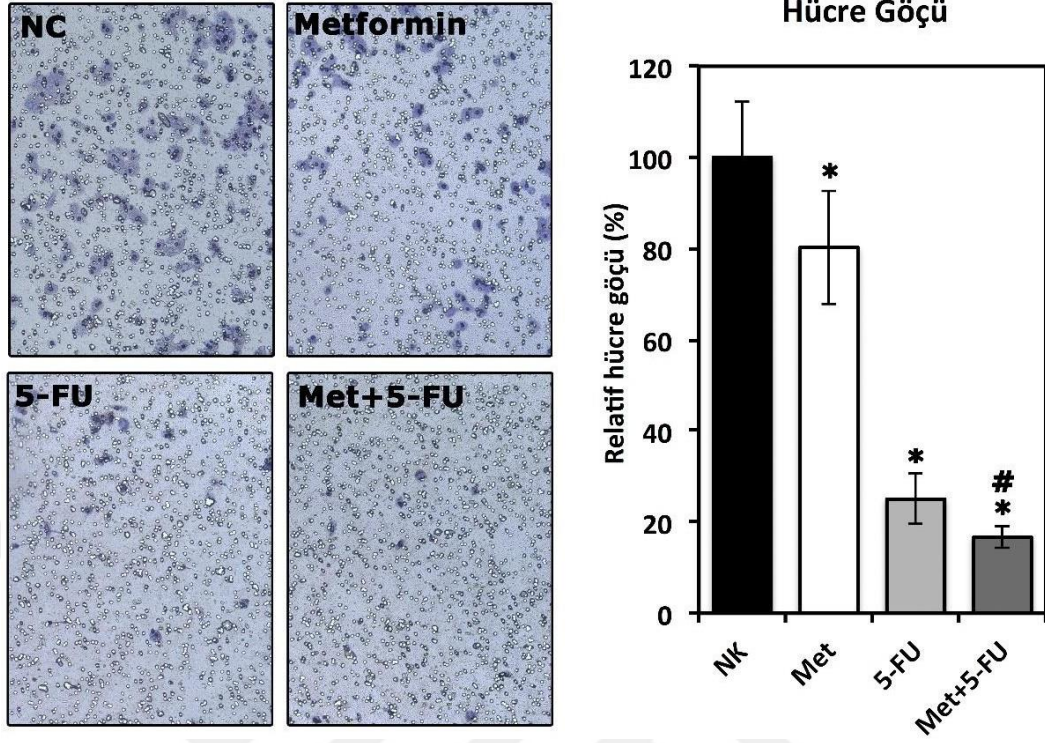 NC
Metformin
5-FU
Met+5-FU
Hücre Göçü
Relatif hücre göçü (%)
120
100
80
60
40
20
0
*
*
#
*
NK
Met
5-FU
Met+5-FU